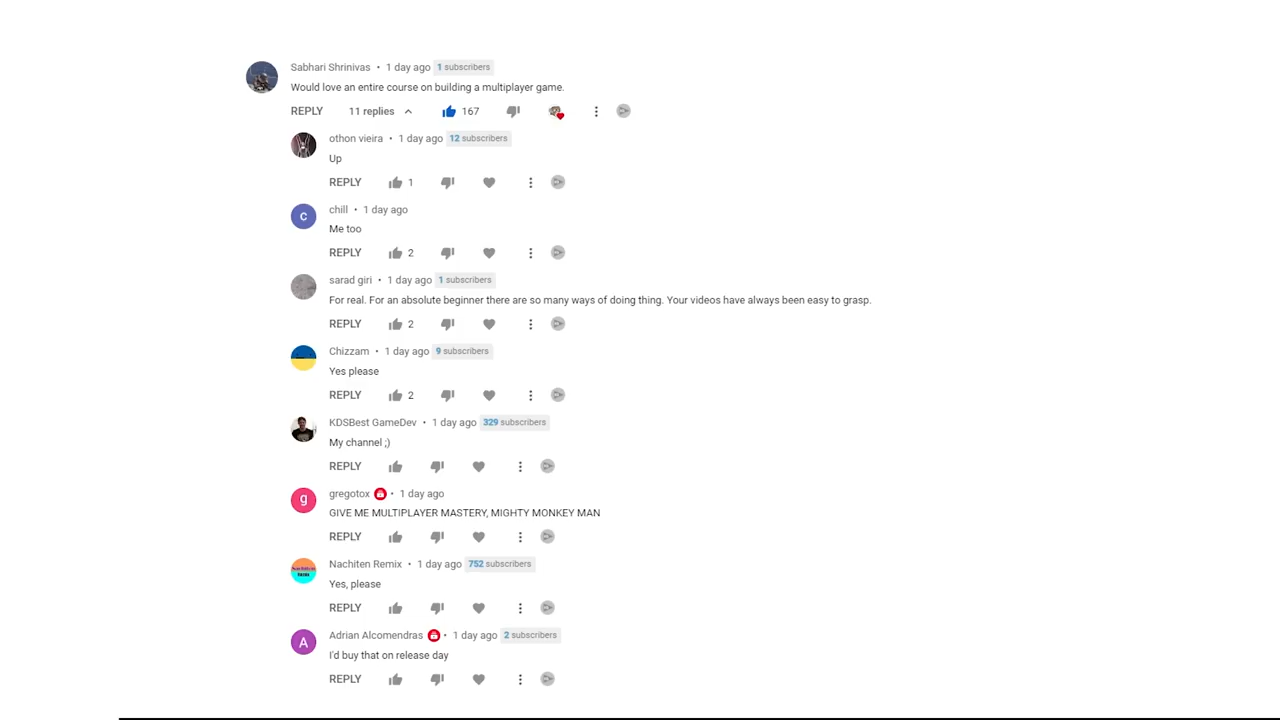 Sabhari Shrinivas • 1 day ago 1 subscribers
Would love an entire course on building a multiplayer game.
REPLY 11 replies 167
othon vieira • 1 day ago 12 subscribers
Up
REPLY 1
c
chill • 1 day ago
Me too
REPLY 2
sarad giri • 1 day ago 1 subscribers
For real. For an absolute beginner there are so many ways of doing thing. Your videos have always been easy to grasp.
REPLY 2
Chizzam • 1 day ago 9 subscribers
Yes please
REPLY 2
KDSBest GameDev • 1 day ago 329 subscribers
My channel ;)
REPLY
g
gregotox • 1 day ago
GIVE ME MULTIPLAYER MASTERY, MIGHTY MONKEY MAN
REPLY
Nachiten Remix • 1 day ago 752 subscribers
Yes, please
REPLY
A
Adrian Alcomendras • 1 day ago 2 subscribers
I'd buy that on release day
REPLY